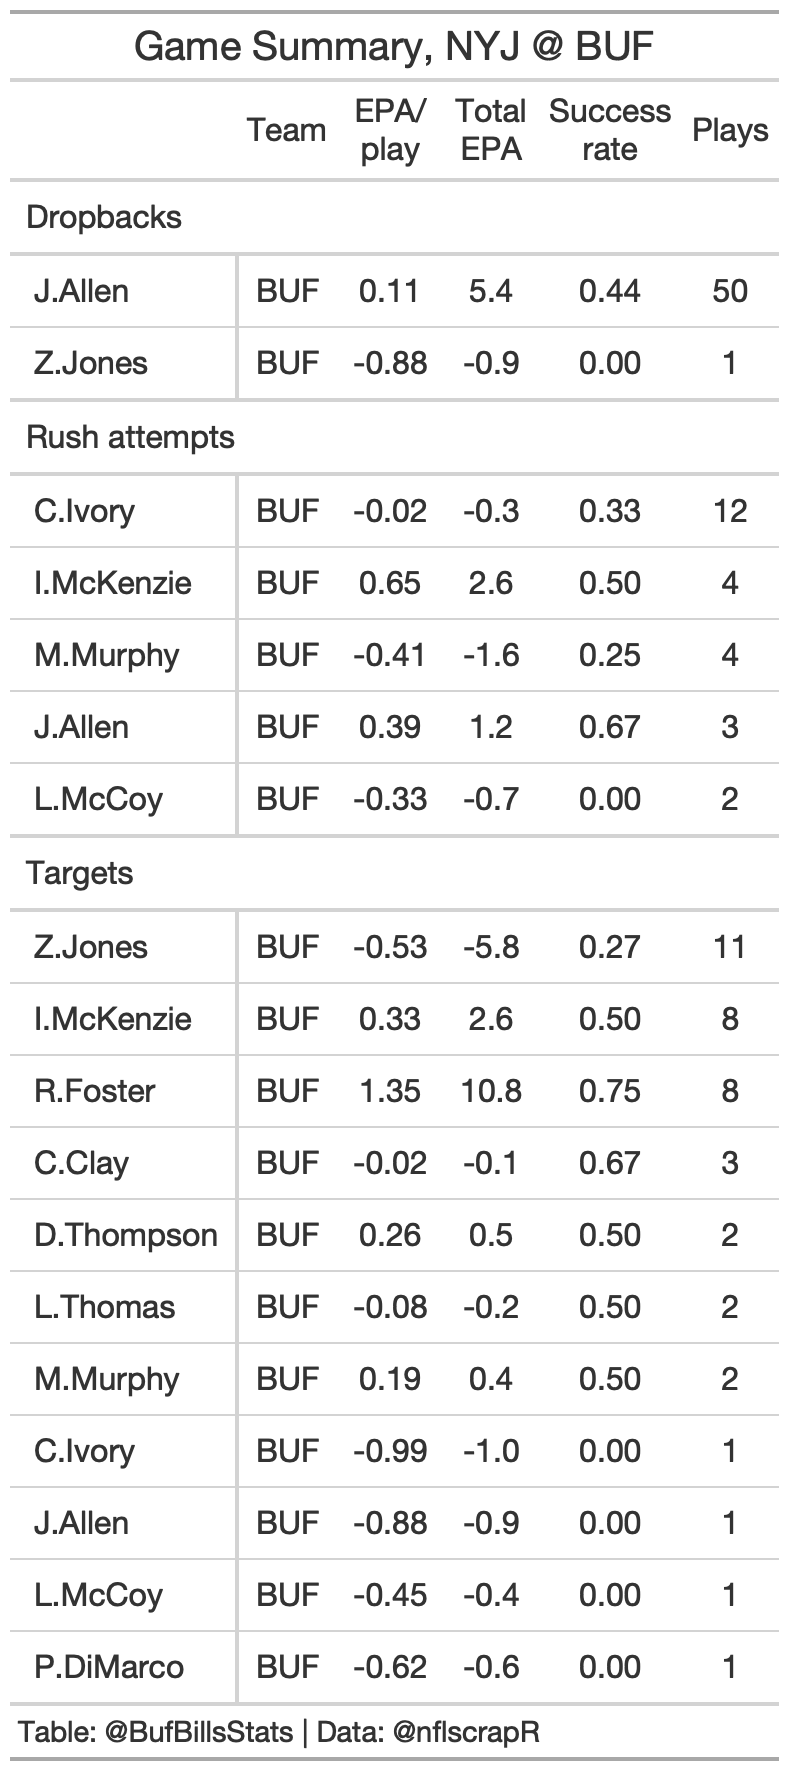 Game Summary, NYJ @ BUF
Team EPA/ play Total EPA Success rate Plays
Dropbacks
J.Allen BUF 0.11 5.4 0.44 50
Z.Jones BUF -0.88 -0.9 0.00 1
Rush attempts
C.Ivory BUF -0.02 -0.3 0.33 12
I.McKenzie BUF 0.65 2.6 0.50 4
M.Murphy BUF -0.41 -1.6 0.25 4
J.Allen BUF 0.39 1.2 0.67 3
L.McCoy BUF -0.33 -0.7 0.00 2
Targets
Z.Jones BUF -0.53 -5.8 0.27 11
I.McKenzie BUF 0.33 2.6 0.50 8
R.Foster BUF 1.35 10.8 0.75 8
C.Clay BUF -0.02 -0.1 0.67 3
D.Thompson BUF 0.26 0.5 0.50 2
L.Thomas BUF -0.08 -0.2 0.50 2
M.Murphy BUF 0.19 0.4 0.50 2
C.Ivory BUF -0.99 -1.0 0.00 1
J.Allen BUF -0.88 -0.9 0.00 1
L.McCoy BUF -0.45 -0.4 0.00 1
P.DiMarco BUF -0.62 -0.6 0.00 1
Table: @BufBillsStats | Data: @nflscrapR